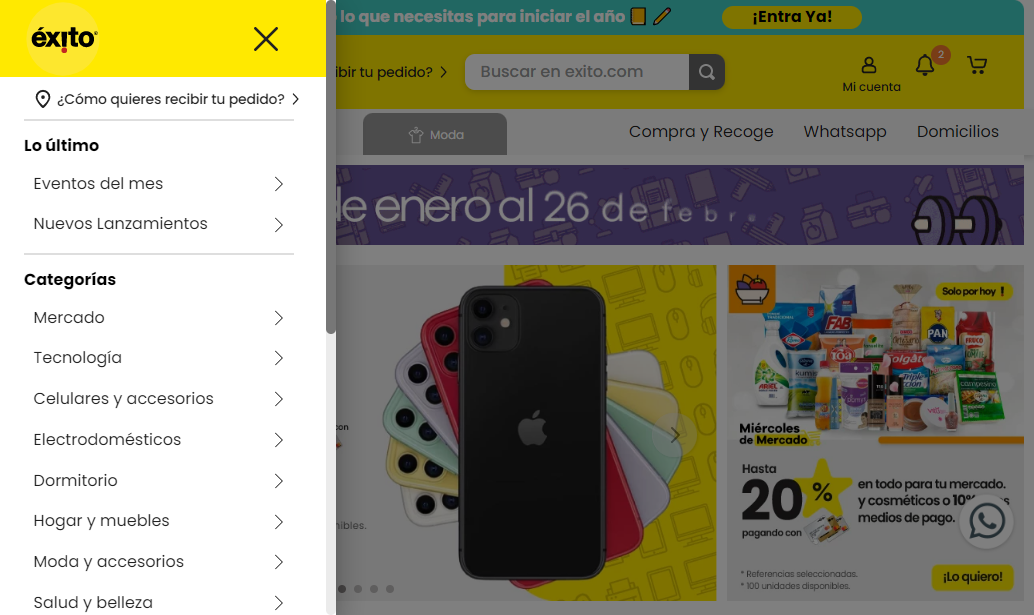 éxito
¿Cómo quieres recibir tu pedido?
Lo último
Eventos del mes
Nuevos Lanzamientos
Categorías
Mercado
Tecnología
Celulares y accesorios
Electrodomésticos
Dormitorio
Hogar y muebles
Moda y accesorios
Salud y belleza
lo que necesitas para iniciar el año
¡Entra Ya!
ibir tu pedido?
Buscar en exito.com
2
Mi cuenta
Moda
Compra y Recoge
Whatsapp
Domicilios
de enero al 26 de febr
con
nibles.
Solo por hoy !
FAB
PAN
Colgate
Miércoles
de Mercado
Hasta
20%
en todo para tu mercado.
y cosméticos o 10%
medios de pago.
pagando con
* Referencias seleccionadas.
* 100 unidades disponibles.
¡Lo quiero!